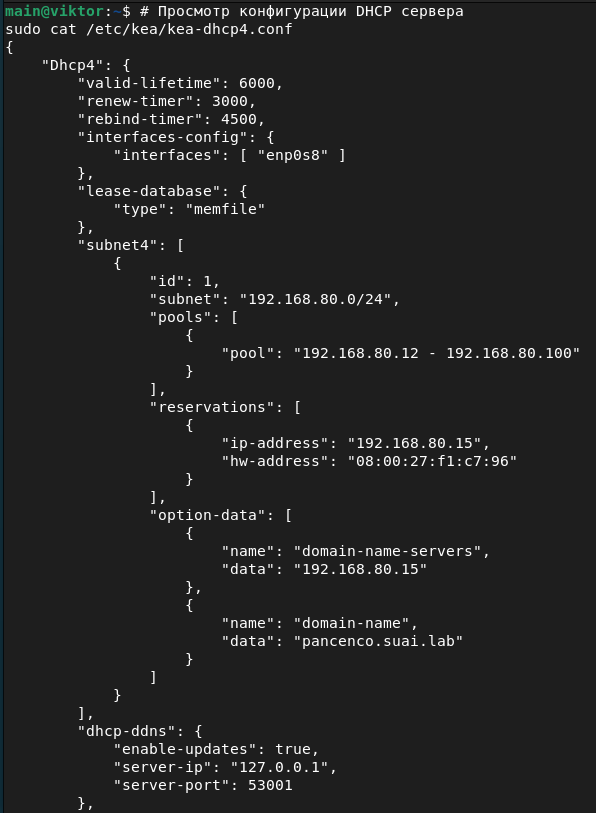 main@viktor:~$ # Просмотр конфигурации DHCP сервера
sudo cat /etc/kea/kea-dhcp4.conf
{
    "Dhcp4": {
        "valid-lifetime": 6000,
        "renew-timer": 3000,
        "rebind-timer": 4500,
        "interfaces-config": {
            "interfaces": [ "enp0s8" ]
        },
        "lease-database": {
            "type": "memfile"
        },
        "subnet4": [
            {
                "id": 1,
                "subnet": "192.168.80.0/24",
                "pools": [
                    {
                        "pool": "192.168.80.12 - 192.168.80.100"
                    }
                ],
                "reservations": [
                    {
                        "ip-address": "192.168.80.15",
                        "hw-address": "08:00:27:f1:c7:96"
                    }
                ],
                "option-data": [
                    {
                        "name": "domain-name-servers",
                        "data": "192.168.80.15"
                    },
                    {
                        "name": "domain-name",
                        "data": "pancenco.suai.lab"
                    }
                ]
            }
        ],
        "dhcp-ddns": {
            "enable-updates": true,
            "server-ip": "127.0.0.1",
            "server-port": 53001
        },